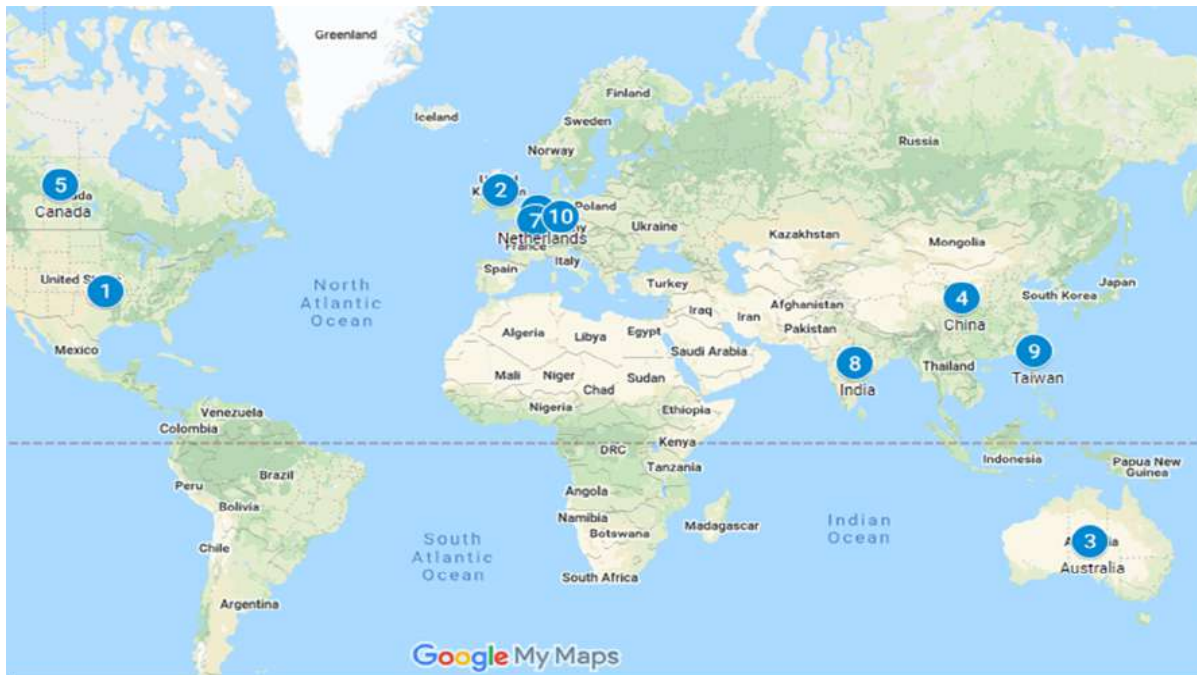 Greenland
Iceland
Finland
Sweden
Norway
Russia
5
Canada
2
7
10
Poland
Netherlands
France
Ukraine
Kazakhstan
Mongolia
United
1
North
Atlantic
Ocean
Spain
Italy
Turkey
4
China
South Korea
Japan
Mexico
Algeria
Libya
Egypt
Iraq
Iran
Afghanistan
Pakistan
Saudi Arabia
8
India
Thailand
9
Taiwan
Mali
Niger
Chad
Sudan
Nigeria
Ethiopia
Venezuela
Colombia
DRC
Kenya
Tanzania
Indonesia
Papua New
Guinea
Peru
Brazil
Bolivia
Angola
Namibia
Botswana
Madagascar
Indian
Ocean
3
Australia
South
Atlantic
Ocean
Chile
South Africa
Argentina
Google My Maps